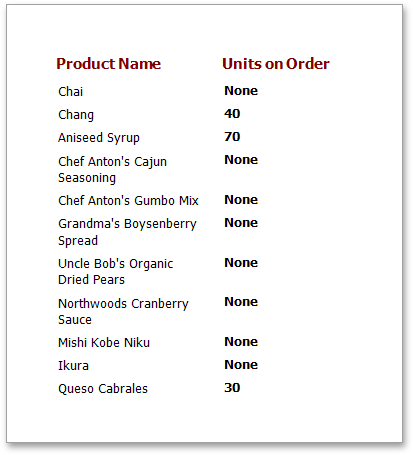 Product Name Units on Order
Chai None
Chang 40
Aniseed Syrup 70
Chef Anton's Cajun None
Seasoning
Chef Anton's Gumbo Mix None
Grandma's Boysenberry None
Spread
Uncle Bob's Organic None
Dried Pears
Northwoods Cranberry None
Sauce
Mishi Kobe Niku None
Ikura None
Queso Cabrales 30